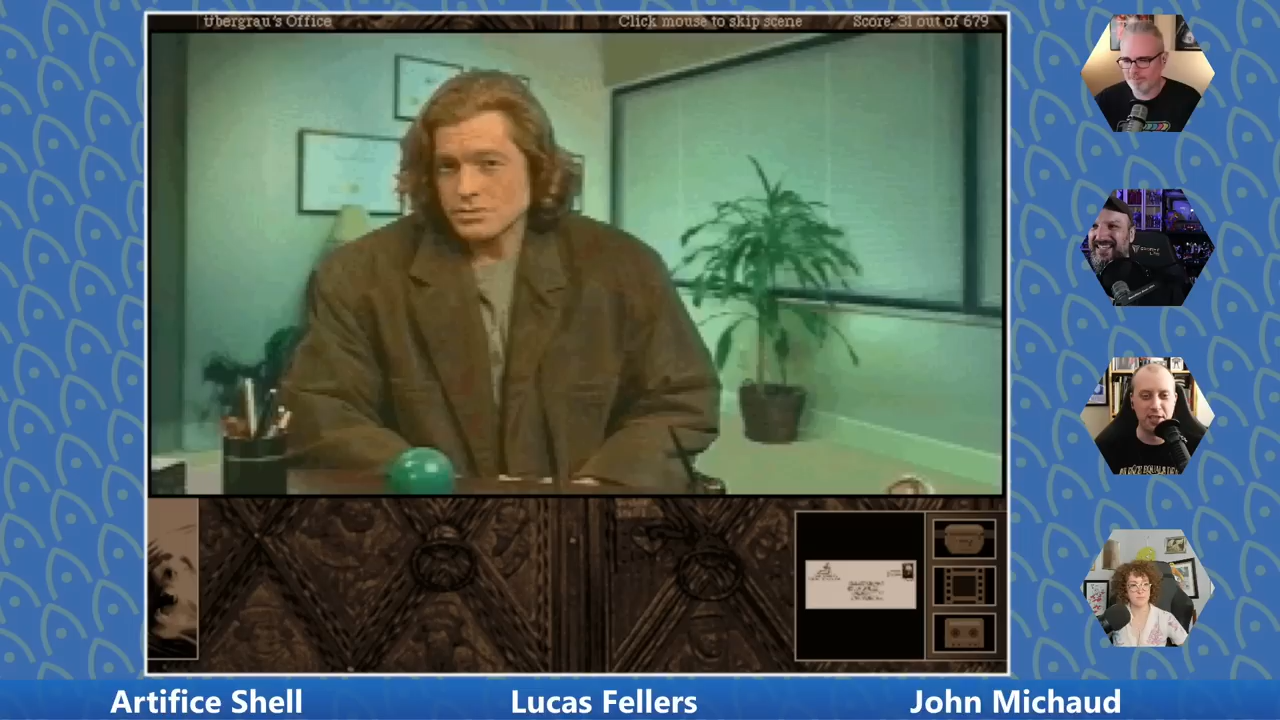 Übergrau's Office
Click mouse to skip scene
Score: 31 out of 679
Artifice Shell
Lucas Fellers
John Michaud